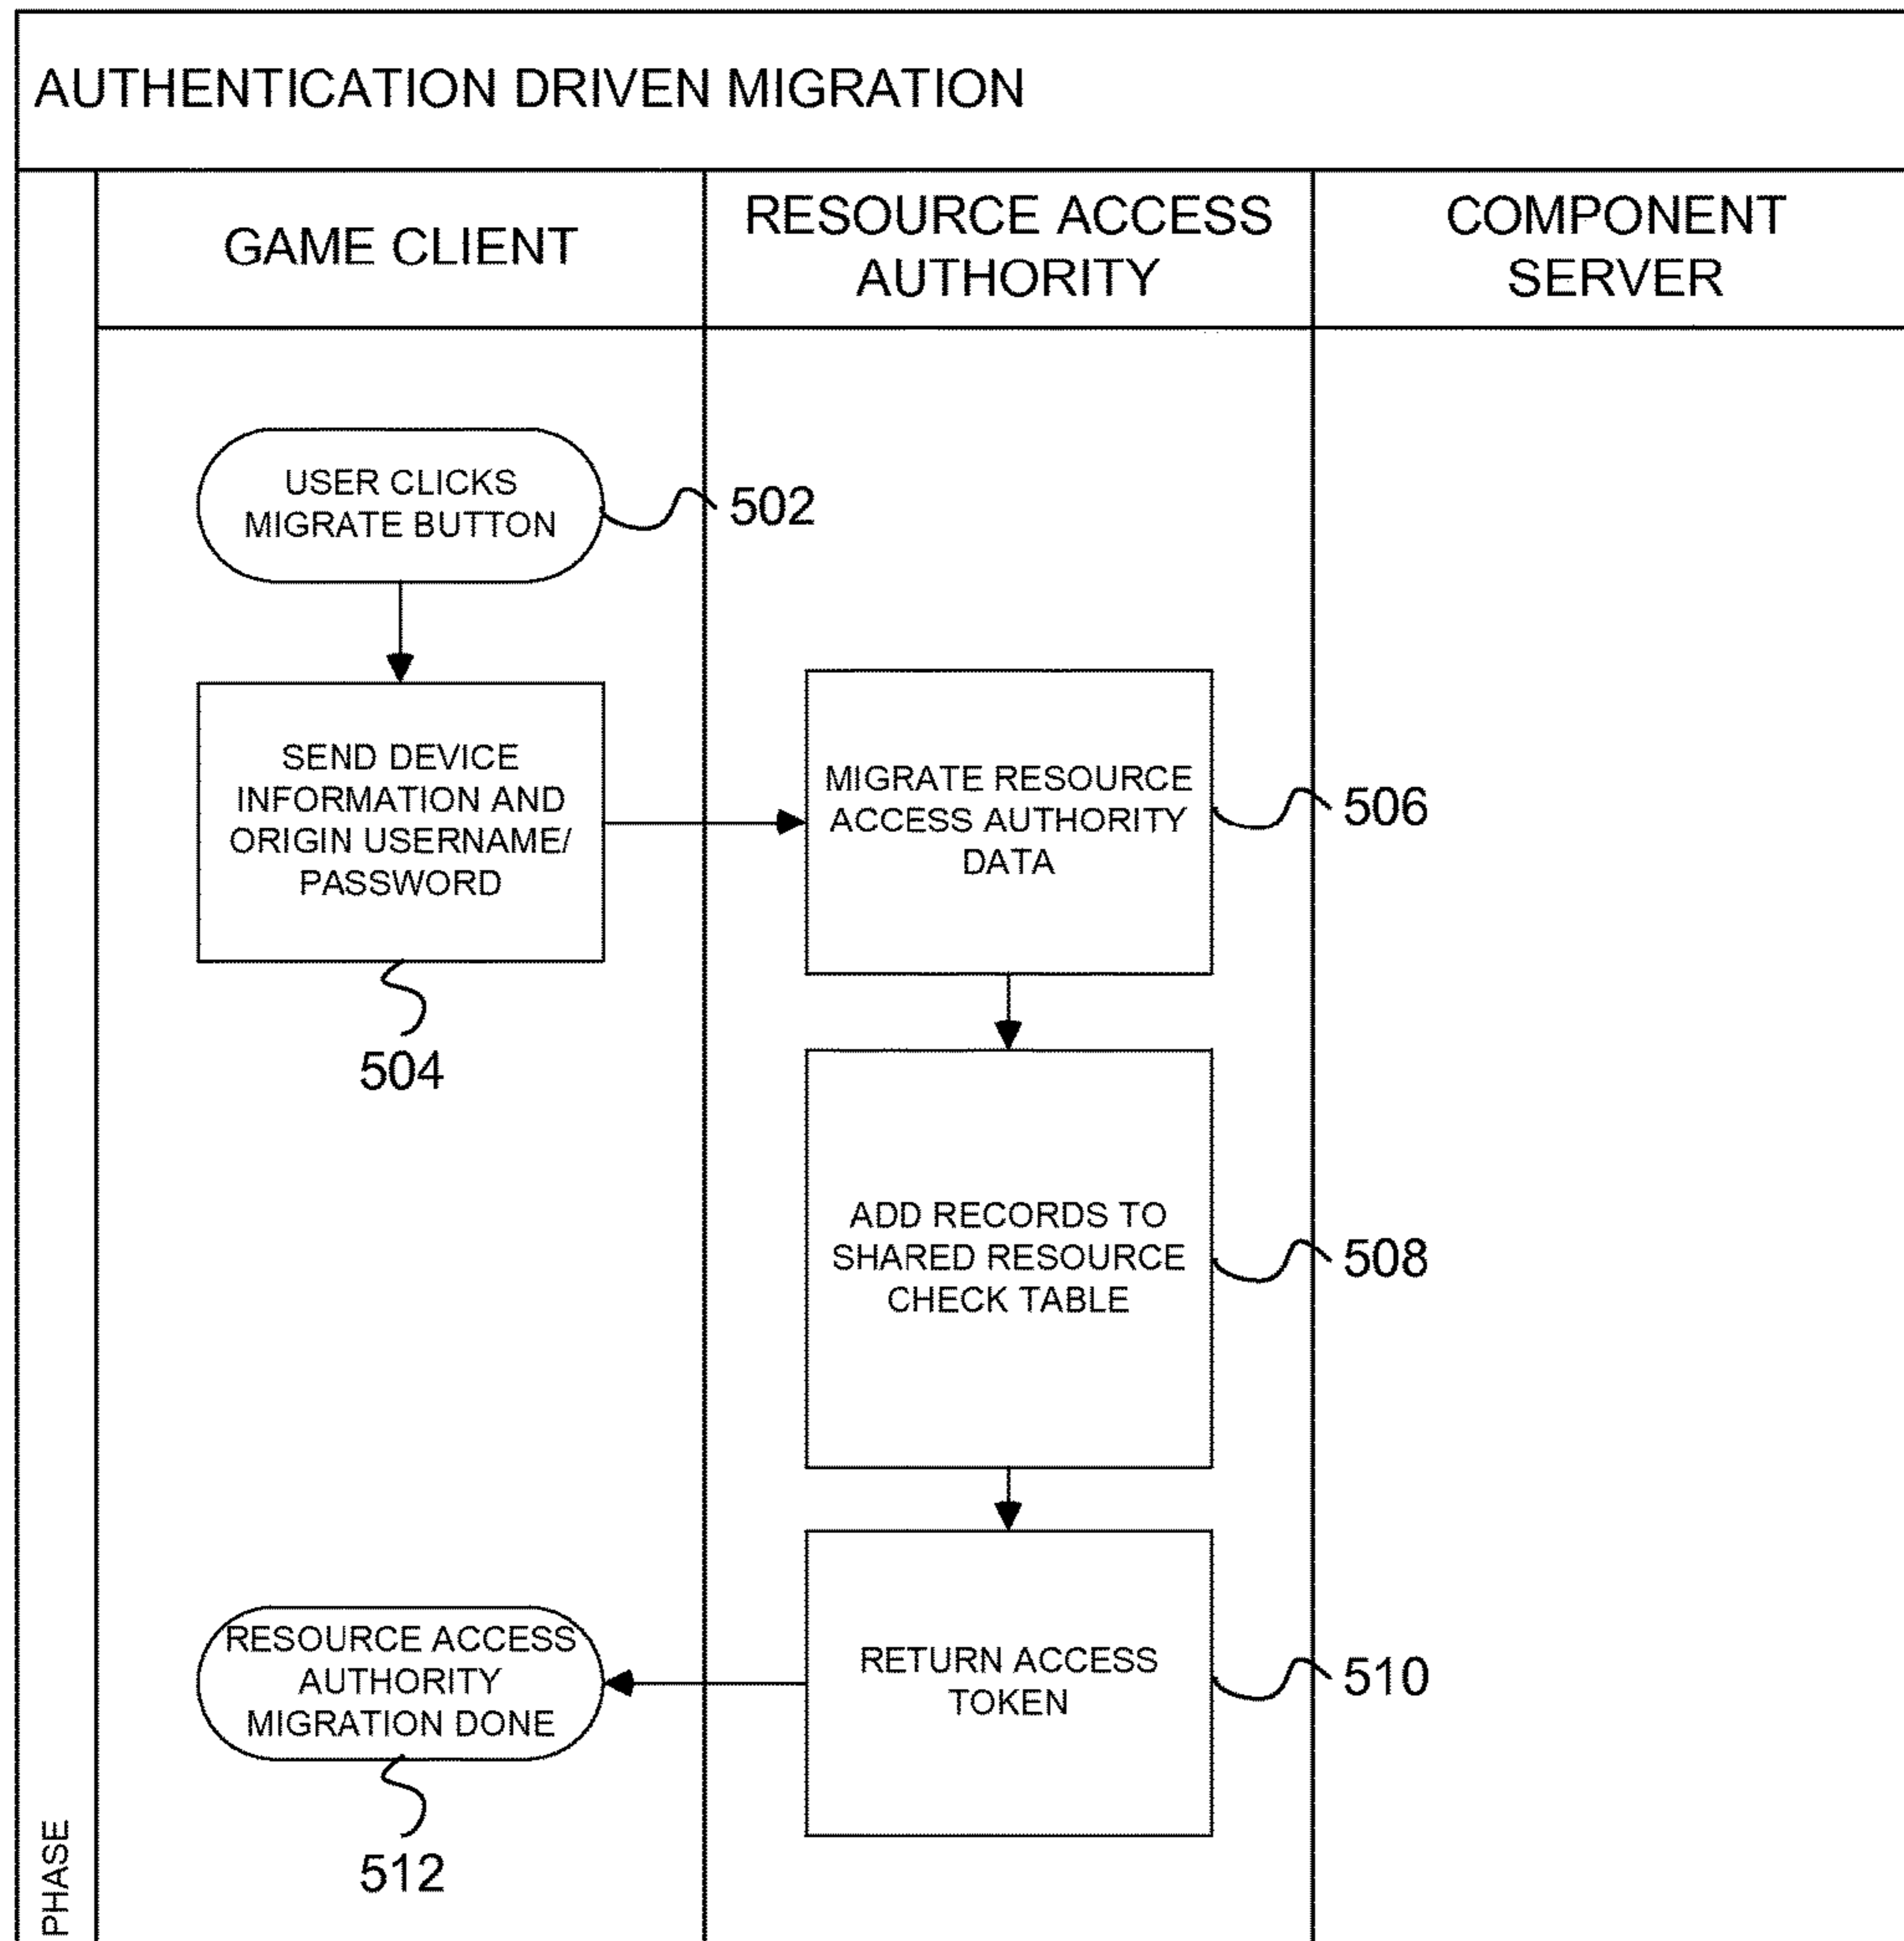 AUTHENTICATION DRIVEN MIGRATION
GAME CLIENT
RESOURCE ACCESS
AUTHORITY
COMPONENT
SERVER
USER CLICKS
MIGRATE BUTTON
502
SEND DEVICE
INFORMATION AND
ORIGIN USERNAME/
PASSWORD
504
MIGRATE RESOURCE
ACCESS AUTHORITY
DATA
506
ADD RECORDS TO
SHARED RESOURCE
CHECK TABLE
508
RETURN ACCESS
TOKEN
510
RESOURCE ACCESS
AUTHORITY
MIGRATION DONE
512
PHASE